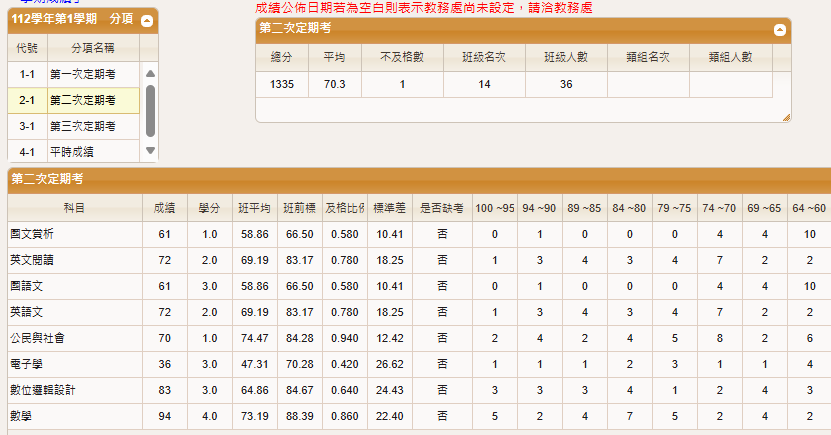 成績公佈日期若為空白則表示教務處尚未設定，請洽教務處
112學年第1學期 分項
代號 分項名稱
1-1 第一次定期考
2-1 第二次定期考
3-1 第三次定期考
4-1 平時成績
第二次定期考
總分 平均 不及格數 班級名次 班級人數 類組名次 類組人數
1335 70.3 1 14 36
第二次定期考
科目 成績 學分 班平均 班前標 及格比例 標準差 是否缺考 100 ~95 94 ~90 89 ~85 84 ~80 79 ~75 74 ~70 69 ~65 64 ~60
國文賞析 61 1.0 58.86 66.50 0.580 10.41 否 0 1 0 0 0 4 4 10
英文閱讀 72 2.0 69.19 83.17 0.780 18.25 否 1 3 4 3 4 7 2 2
國語文 61 3.0 58.86 66.50 0.580 10.41 否 0 1 0 0 0 4 4 10
英語文 72 2.0 69.19 83.17 0.780 18.25 否 1 3 4 3 4 7 2 2
公民與社會 70 1.0 74.47 84.28 0.940 12.42 否 2 4 2 4 5 8 2 6
電子學 36 3.0 47.31 70.28 0.420 26.62 否 1 1 1 2 3 1 1 4
數位邏輯設計 83 3.0 64.86 84.67 0.640 24.43 否 3 3 3 4 1 2 4 3
數學 94 4.0 73.19 88.39 0.860 22.40 否 5 2 4 7 5 2 4 2